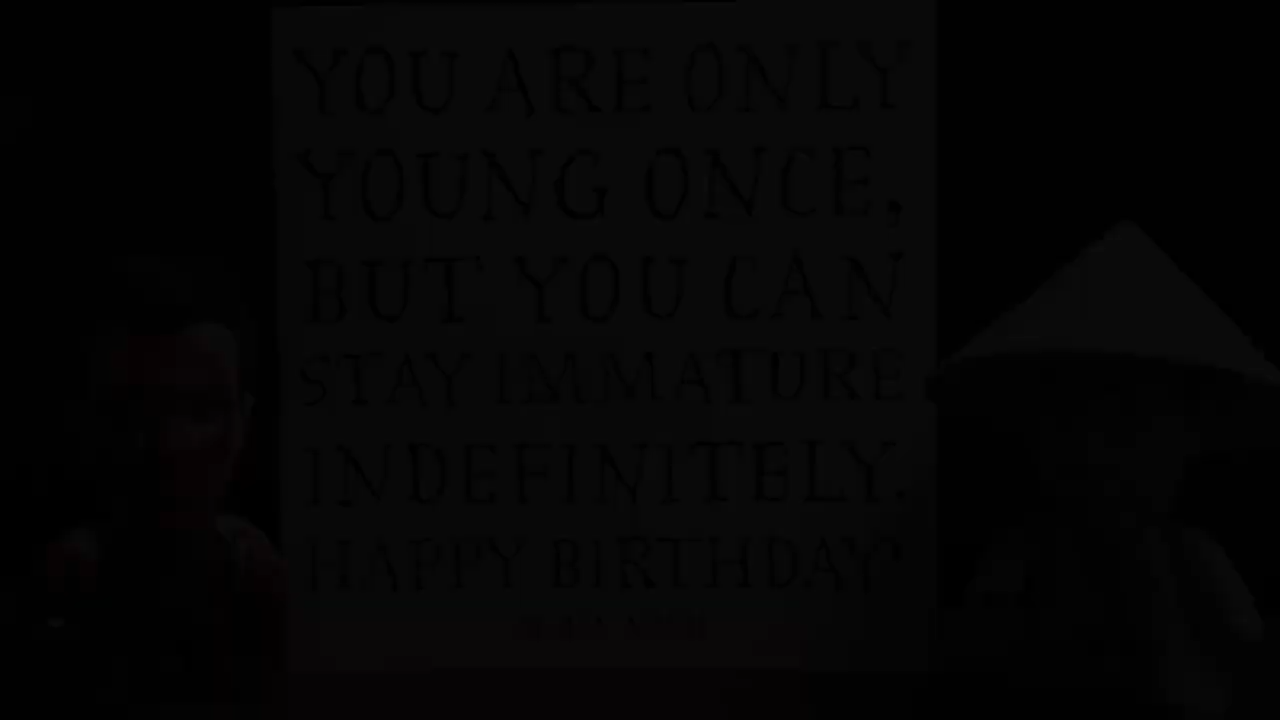 YOU ARE ONLY
YOUNG ONCE,
BUT YOU CAN
STAY IMMATURE
INDEFINITELY.
HAPPY BIRTHDAY!